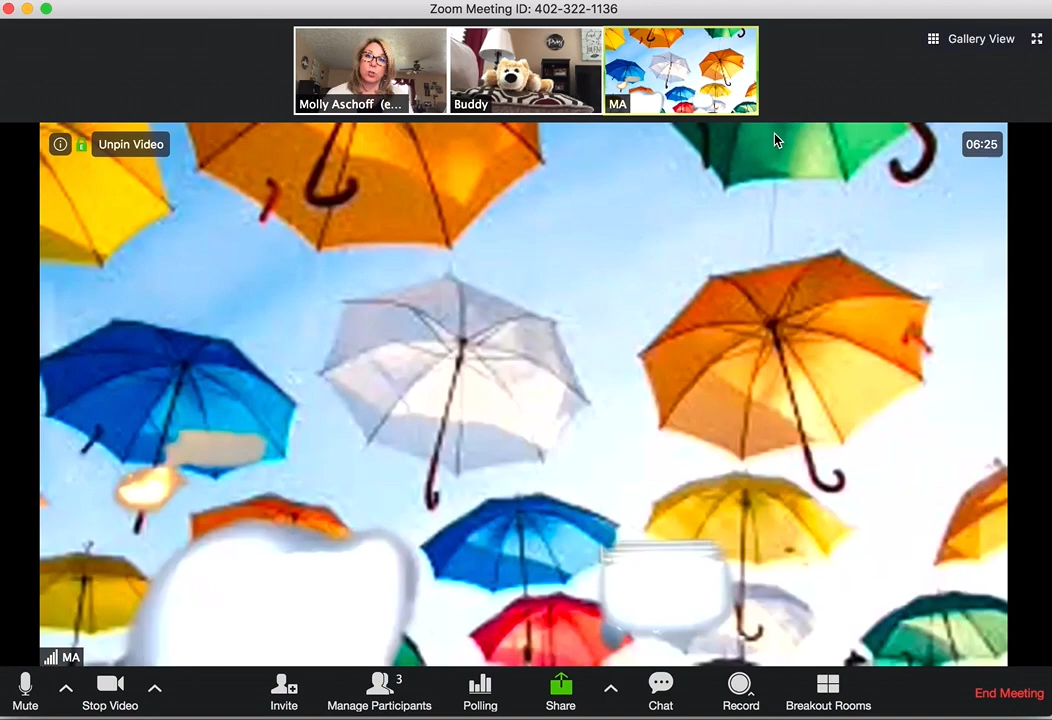 Zoom Meeting ID: 402-322-1136
Gallery View
Molly Aschoff (e...
Buddy
MA
Unpin Video
06:25
MA
Mute
Stop Video
Invite
Manage Participants
3
Polling
Share
Chat
Record
Breakout Rooms
End Meeting